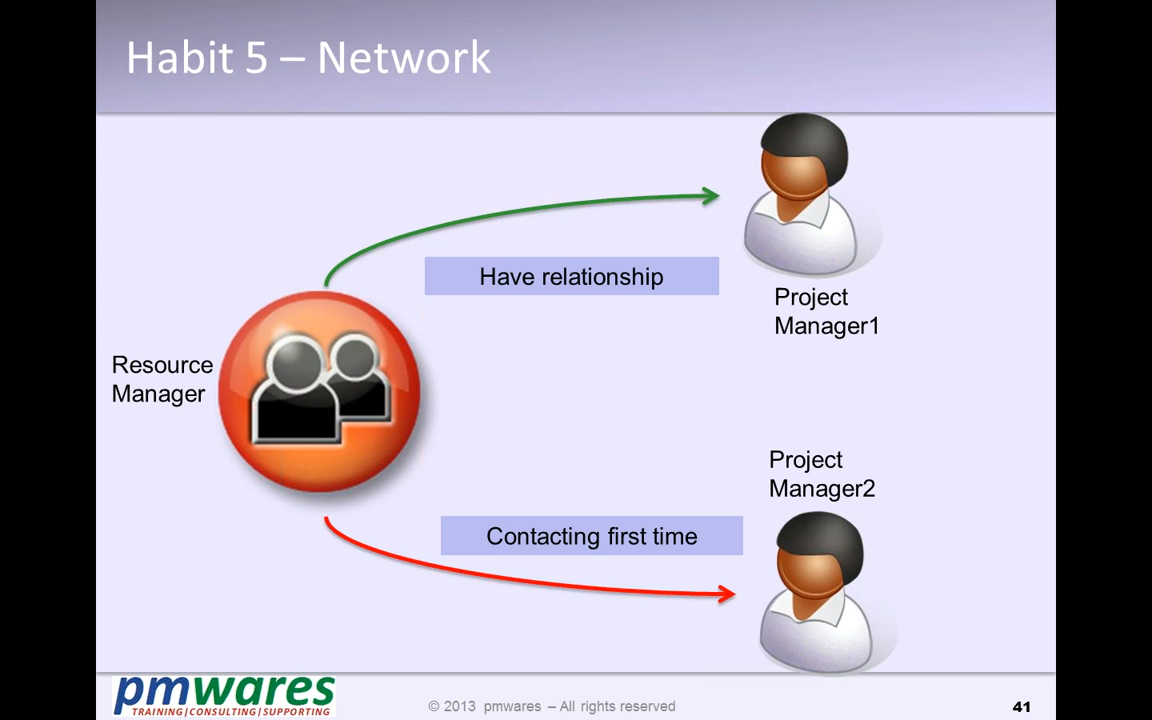 Habit 5 – Network
Have relationship
Project
Manager1
Resource
Manager
Project
Manager2
Contacting first time
pmwares
TRAINING|CONSULTING|SUPPORTING
© 2013 pmwares – All rights reserved
41